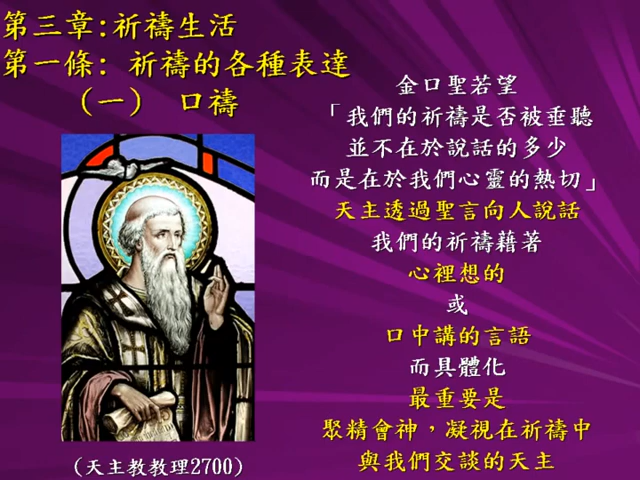 第三章:祈禱生活
第一條: 祈禱的各種表達
(一) 口禱
金口聖若望
「我們的祈禱是否被垂聽
並不在於說話的多少
而是在於我們心靈的熱切」
天主透過聖言向人說話
我們的祈禱藉著
心裡想的
或
口中講的言語
而具體化
最重要是
聚精會神，凝視在祈禱中
與我們交談的天主
(天主教教理2700)